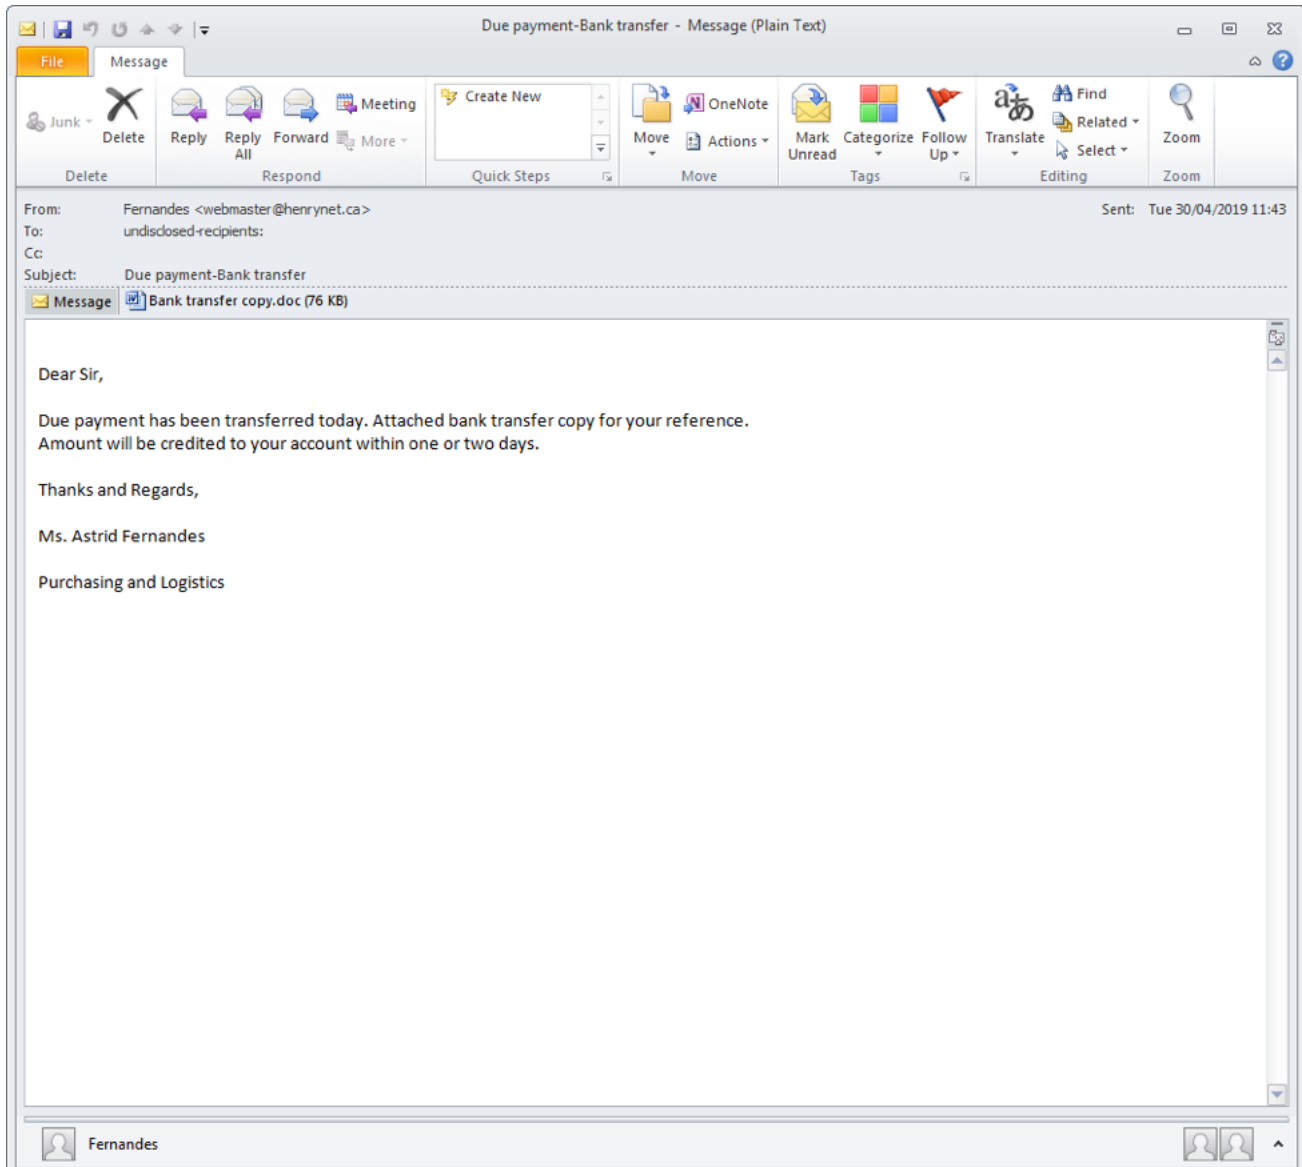 Due payment-Bank transfer - Message (Plain Text)
File Message
Junk Delete Reply Reply All Forward Meeting More Create New Move OneNote Actions Mark Unread Categorize Follow Up Translate Find Related Select Zoom
Delete Respond Quick Steps Move Tags Editing Zoom
From: Fernandes <webmaster@henrynet.ca> Sent: Tue 30/04/2019 11:43
To: undisclosed-recipients:
Cc:
Subject: Due payment-Bank transfer
Message Bank transfer copy.doc (76 KB)
Dear Sir,
Due payment has been transferred today. Attached bank transfer copy for your reference.
Amount will be credited to your account within one or two days.
Thanks and Regards,
Ms. Astrid Fernandes
Purchasing and Logistics
Fernandes